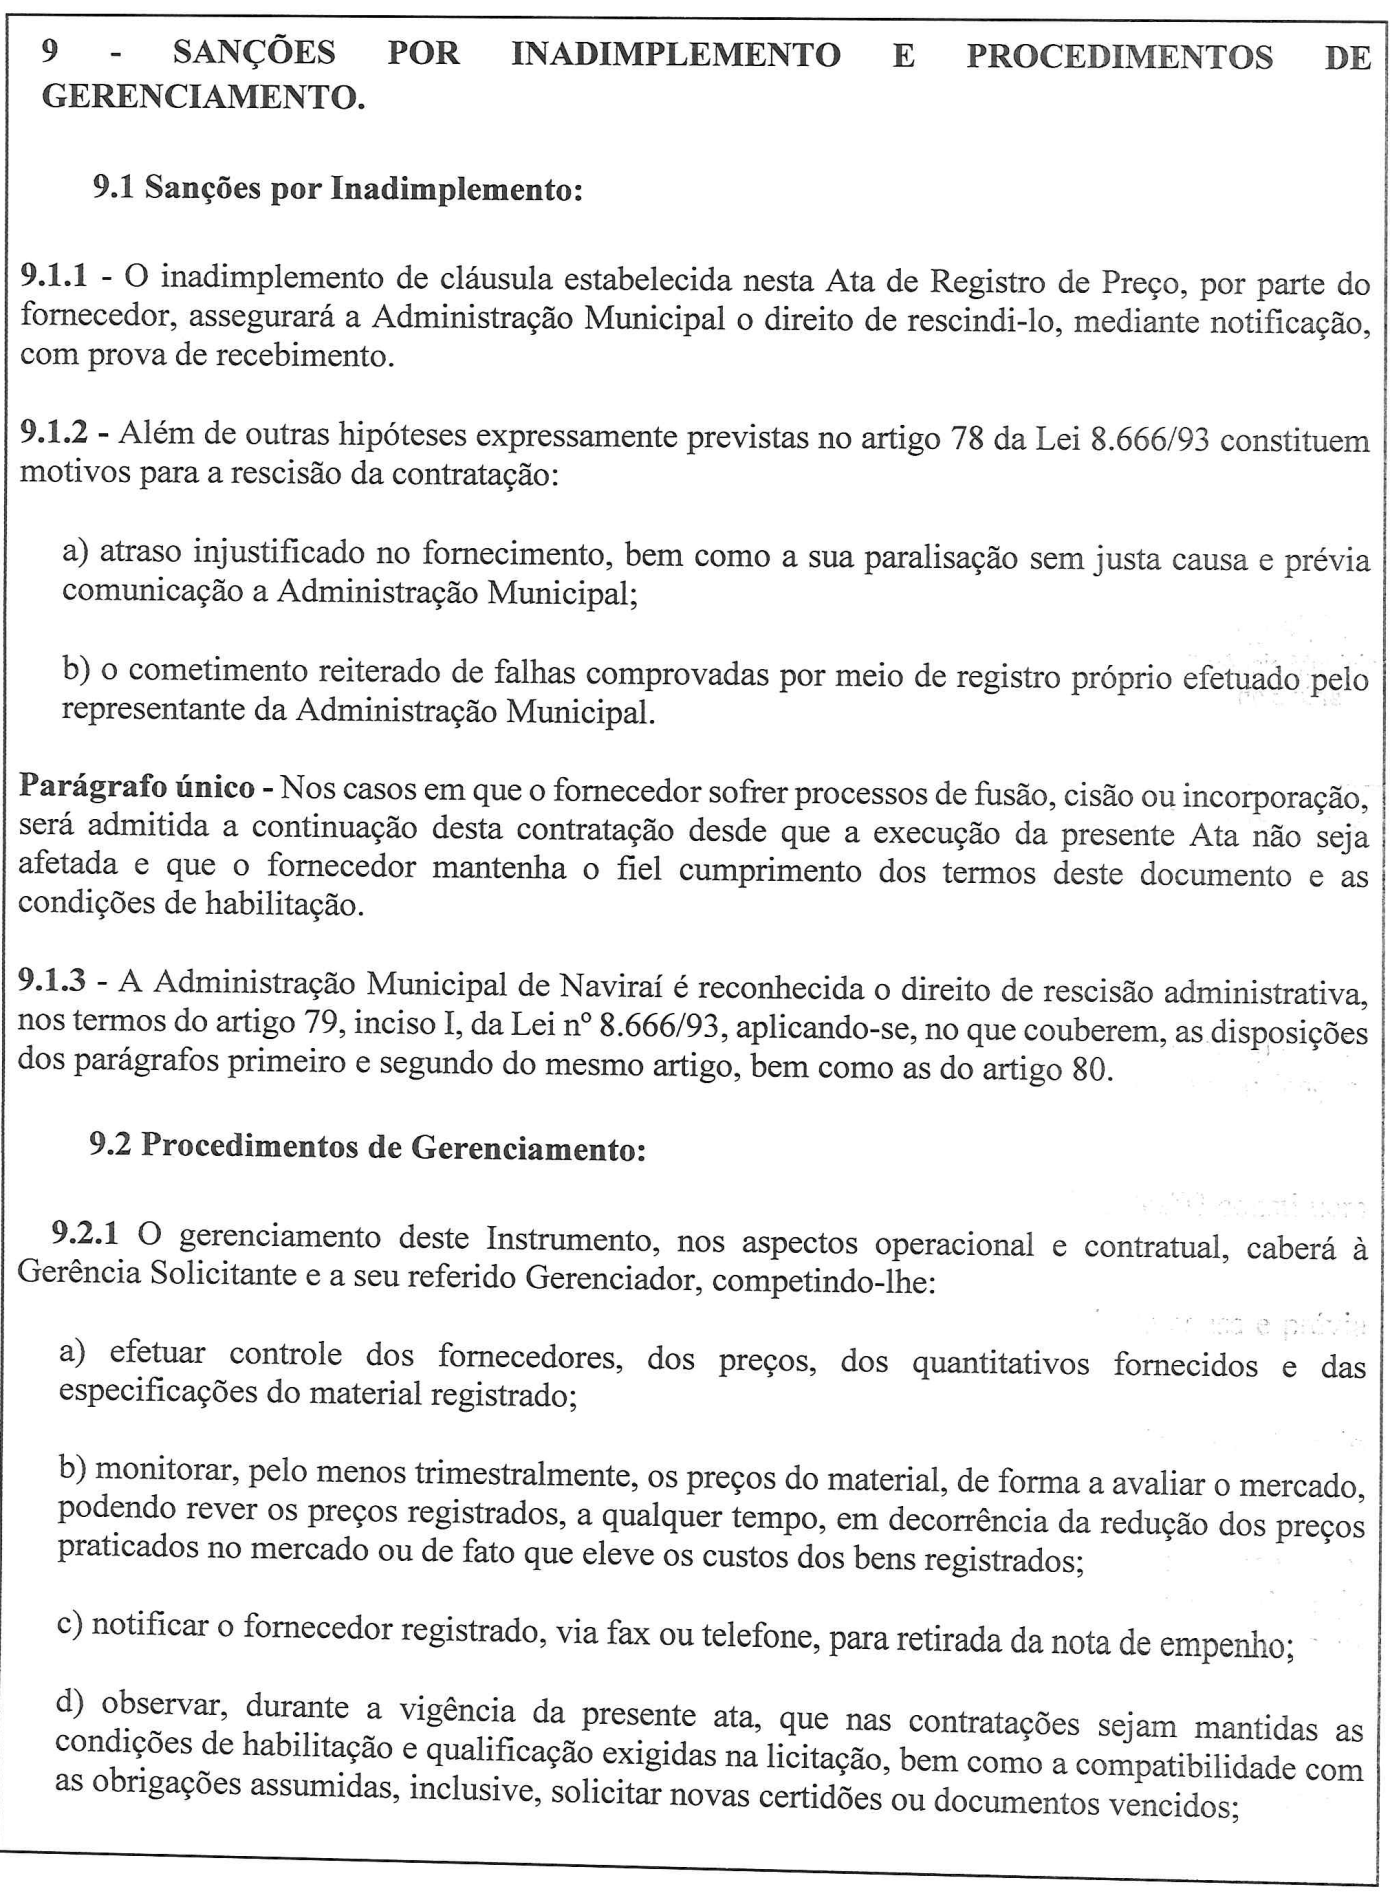 9 - SANÇÕES POR INADIMPLEMENTO E PROCEDIMENTOS DE
GERENCIAMENTO.
9.1 Sanções por Inadimplemento:
9.1.1 - O inadimplemento de cláusula estabelecida nesta Ata de Registro de Preço, por parte do
fornecedor, assegurará a Administração Municipal o direito de rescindi-lo, mediante notificação,
com prova de recebimento.
9.1.2 - Além de outras hipóteses expressamente previstas no artigo 78 da Lei 8.666/93 constituem
motivos para a rescisão da contratação:
a) atraso injustificado no fornecimento, bem como a sua paralisação sem justa causa e prévia
comunicação a Administração Municipal;
b) o cometimento reiterado de falhas comprovadas por meio de registro próprio efetuado pelo
representante da Administração Municipal.
Parágrafo único - Nos casos em que o fornecedor sofrer processos de fusão, cisão ou incorporação,
será admitida a continuação desta contratação desde que a execução da presente Ata não seja
afetada e que o fornecedor mantenha o fiel cumprimento dos termos deste documento e as
condições de habilitação.
9.1.3 - A Administração Municipal de Naviraí é reconhecida o direito de rescisão administrativa,
nos termos do artigo 79, inciso I, da Lei nº 8.666/93, aplicando-se, no que couberem, as disposições
dos parágrafos primeiro e segundo do mesmo artigo, bem como as do artigo 80.
9.2 Procedimentos de Gerenciamento:
9.2.1 O gerenciamento deste Instrumento, nos aspectos operacional e contratual, caberá à
Gerência Solicitante e a seu referido Gerenciador, competindo-lhe:
a) efetuar controle dos fornecedores, dos preços, dos quantitativos fornecidos e das
especificações do material registrado;
b) monitorar, pelo menos trimestralmente, os preços do material, de forma a avaliar o mercado,
podendo rever os preços registrados, a qualquer tempo, em decorrência da redução dos preços
praticados no mercado ou de fato que eleve os custos dos bens registrados;
c) notificar o fornecedor registrado, via fax ou telefone, para retirada da nota de empenho;
d) observar, durante a vigência da presente ata, que nas contratações sejam mantidas as
condições de habilitação e qualificação exigidas na licitação, bem como a compatibilidade com
as obrigações assumidas, inclusive, solicitar novas certidões ou documentos vencidos;